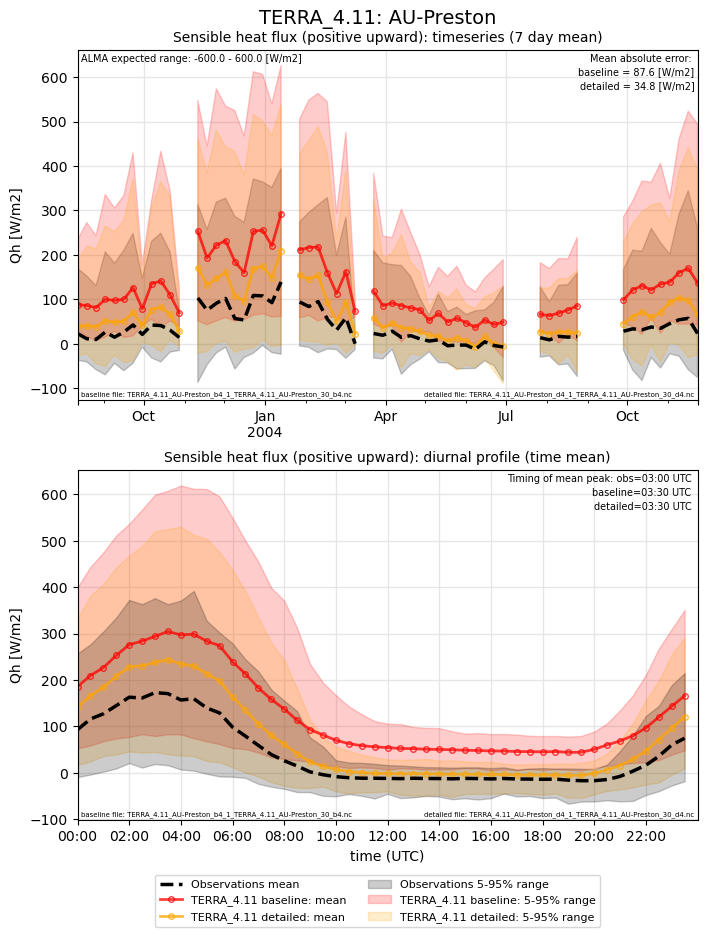 TERRA_4.11: AU-Preston
Sensible heat flux (positive upward): timeseries (7 day mean)
ALMA expected range: -600.0 - 600.0 [W/m2]
Mean absolute error:
baseline = 87.6 [W/m2]
detailed = 34.8 [W/m2]
600
500
400
300
200
100
0
−100
Qh [W/m2]
baseline file: TERRA_4.11_AU-Preston_b4_1_TERRA_4.11_AU-Preston_30_b4.nc
detailed file: TERRA_4.11_AU-Preston_d4_1_TERRA_4.11_AU-Preston_30_d4.nc
Oct Jan Apr Jul Oct
2004
Sensible heat flux (positive upward): diurnal profile (time mean)
Timing of mean peak: obs=03:00 UTC
baseline=03:30 UTC
detailed=03:30 UTC
600
500
400
300
200
100
0
−100
Qh [W/m2]
baseline file: TERRA_4.11_AU-Preston_b4_1_TERRA_4.11_AU-Preston_30_b4.nc
detailed file: TERRA_4.11_AU-Preston_d4_1_TERRA_4.11_AU-Preston_30_d4.nc
00:00 02:00 04:00 06:00 08:00 10:00 12:00 14:00 16:00 18:00 20:00 22:00
time (UTC)
Observations mean
TERRA_4.11 baseline: mean
TERRA_4.11 detailed: mean
Observations 5-95% range
TERRA_4.11 baseline: 5-95% range
TERRA_4.11 detailed: 5-95% range